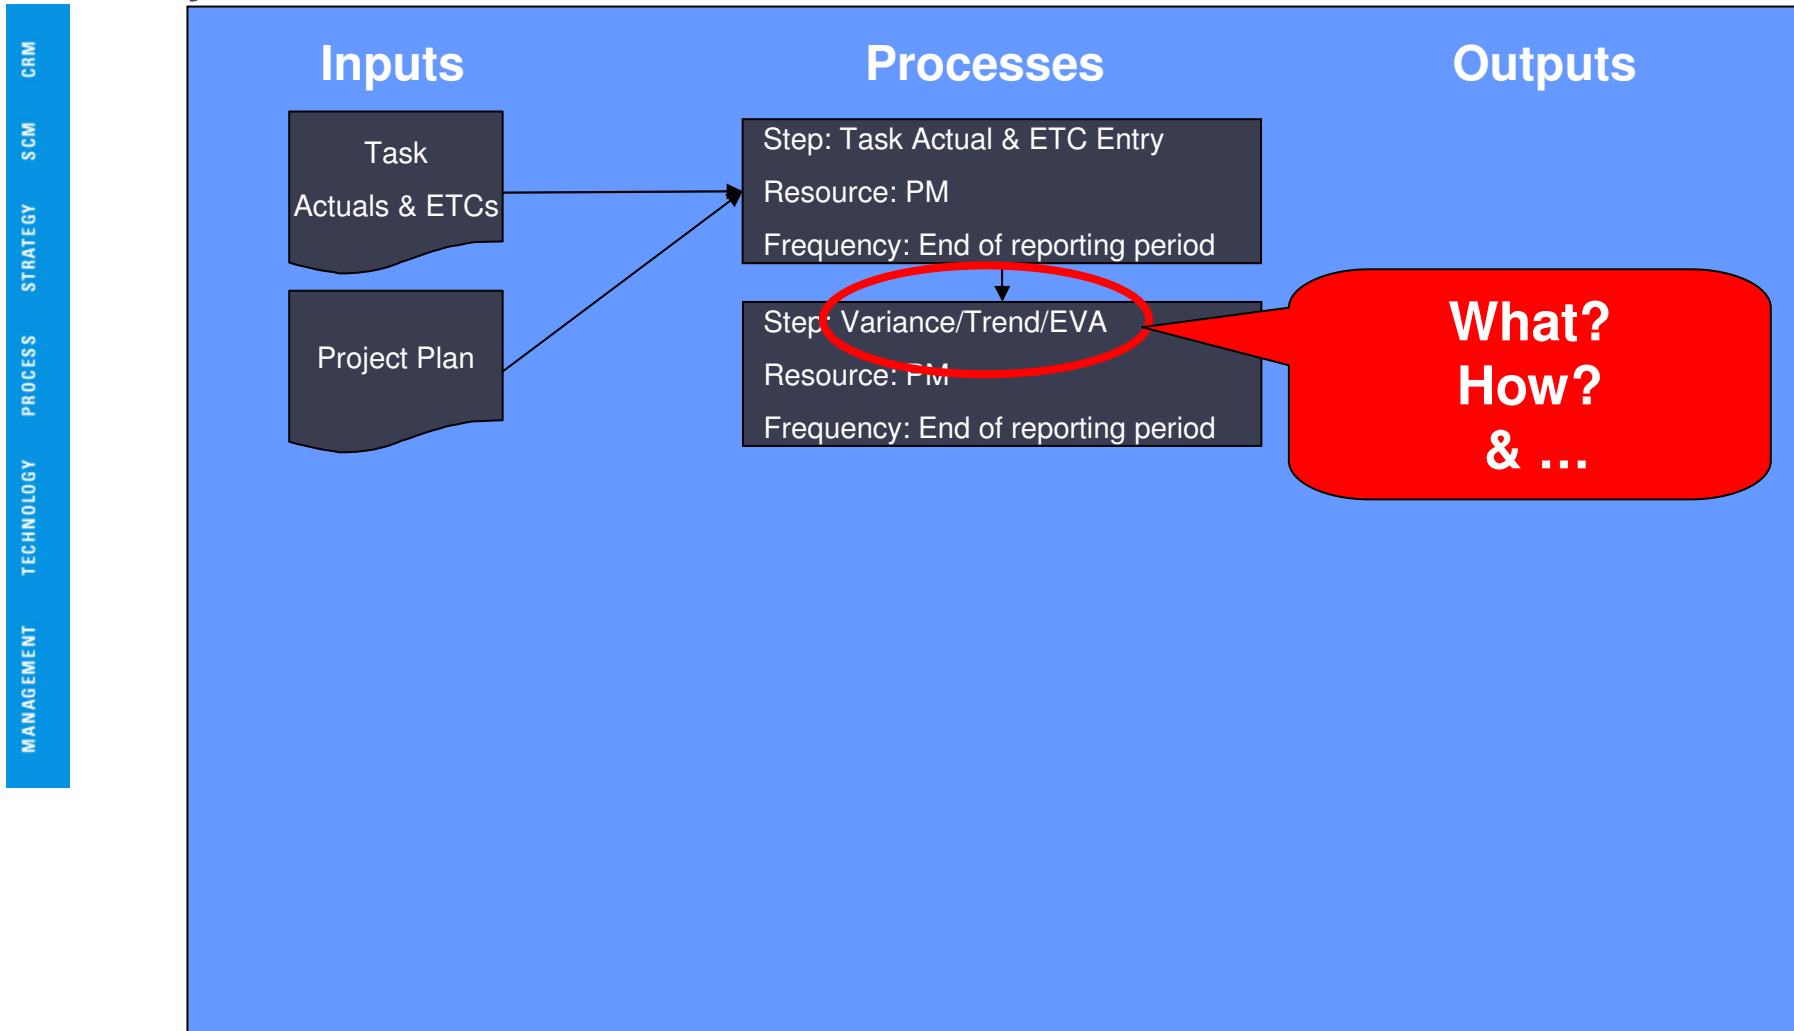 CRM
SCM
STRATEGY
PROCESS
TECHNOLOGY
MANAGEMENT
Inputs
Processes
Outputs
Task
Actuals & ETCs
Project Plan
Step: Task Actual & ETC Entry
Resource: PM
Frequency: End of reporting period
Step: Variance/Trend/EVA
Resource: PM
Frequency: End of reporting period
What?
How?
& …